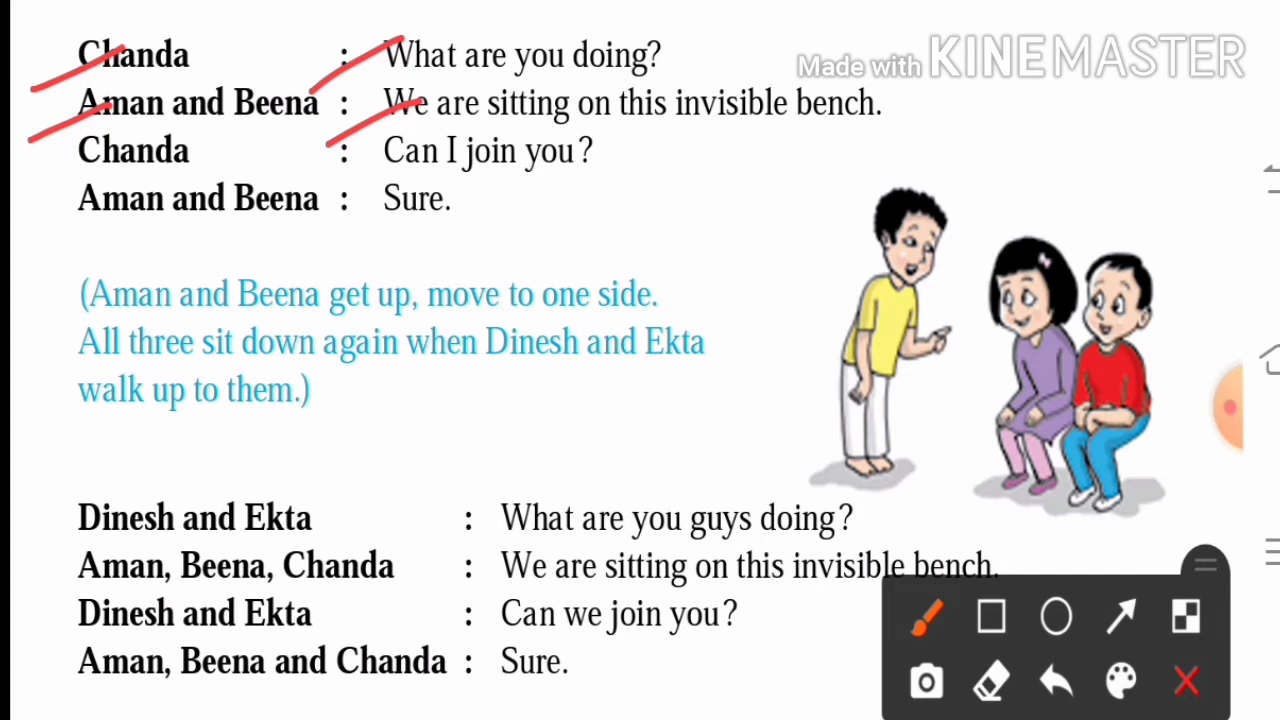 Made with KINEMASTER
Chanda : What are you doing?
Aman and Beena : We are sitting on this invisible bench.
Chanda : Can I join you?
Aman and Beena : Sure.
(Aman and Beena get up, move to one side.
All three sit down again when Dinesh and Ekta
walk up to them.)
Dinesh and Ekta : What are you guys doing?
Aman, Beena, Chanda : We are sitting on this invisible bench.
Dinesh and Ekta : Can we join you?
Aman, Beena and Chanda : Sure.